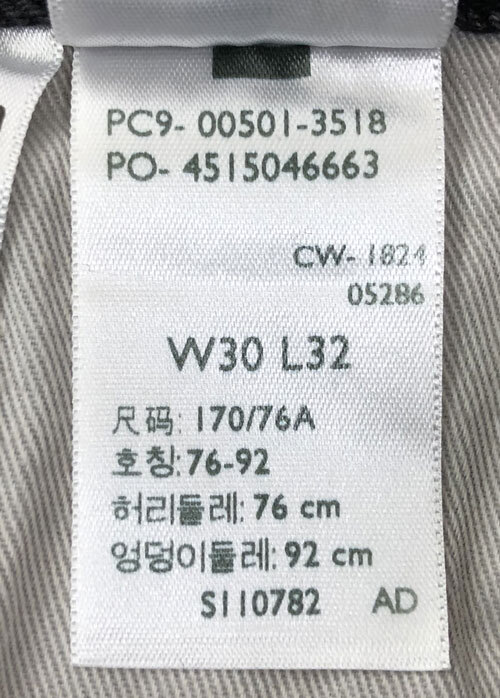 PC9- 00501-3518
PO- 4515046663
CW- 1824
05286
W30 L32
尺码: 170/76A
호칭: 76-92
허리둘레: 76 cm
엉덩이둘레: 92 cm
S110782 AD